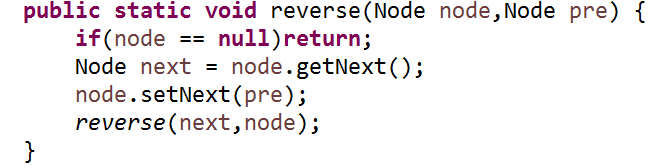 public static void reverse(Node node,Node pre) {
    if(node == null)return;
    Node next = node.getNext();
    node.setNext(pre);
    reverse(next,node);
}